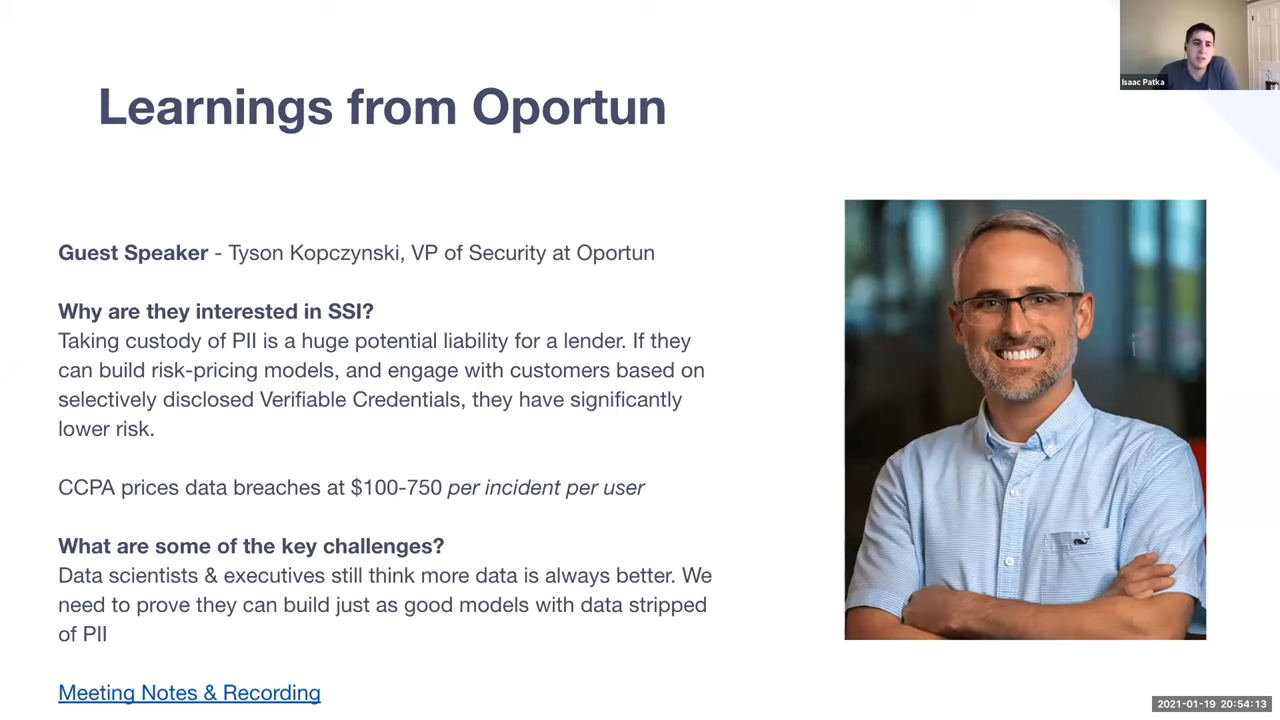 Isaac Patka
Learnings from Oportun
Guest Speaker - Tyson Kopczynski, VP of Security at Oportun
Why are they interested in SSI?
Taking custody of PII is a huge potential liability for a lender. If they
can build risk-pricing models, and engage with customers based on
selectively disclosed Verifiable Credentials, they have significantly
lower risk.
CCPA prices data breaches at $100-750 per incident per user
What are some of the key challenges?
Data scientists & executives still think more data is always better. We
need to prove they can build just as good models with data stripped
of PII
Meeting Notes & Recording
2021-01-19 20:54:13